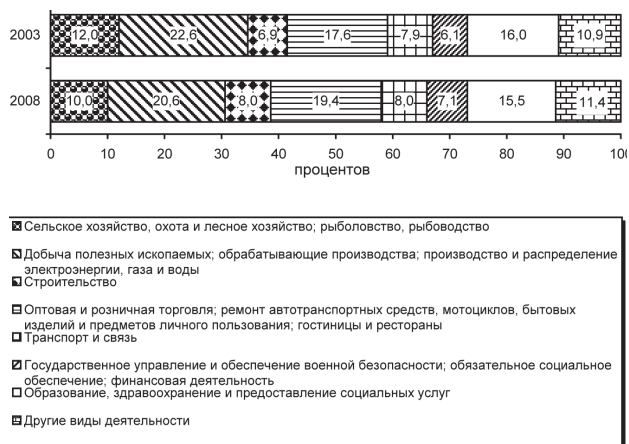 2003 12,0 22,6 6,9 17,6 7,9 6,1 16,0 10,9
2008 10,0 20,6 8,0 19,4 8,0 7,1 15,5 11,4
0 10 20 30 40 50 60 70 80 90 100
процентов
Сельское хозяйство, охота и лесное хозяйство; рыболовство, рыбоводство
Добыча полезных ископаемых; обрабатывающие производства; производство и распределение
электроэнергии, газа и воды
Строительство
Оптовая и розничная торговля; ремонт автотранспортных средств, мотоциклов, бытовых
изделий и предметов личного пользования; гостиницы и рестораны
Транспорт и связь
Государственное управление и обеспечение военной безопасности; обязательное социальное
обеспечение; финансовая деятельность
Образование, здравоохранение и предоставление социальных услуг
Другие виды деятельности